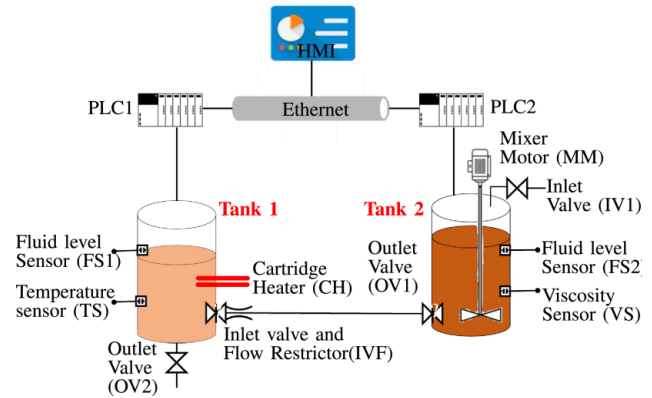 HMI
PLC1
Ethernet
PLC2
Mixer
Motor (MM)
Inlet
Valve (IV1)
Tank 1
Tank 2
Fluid level
Sensor (FS1)
Temperature
sensor (TS)
Cartridge
Heater (CH)
Outlet
Valve
(OV1)
Fluid level
Sensor (FS2
Viscosity
Sensor (VS)
Inlet valve and
Flow Restrictor(IVF)
Outlet
Valve
(OV2)